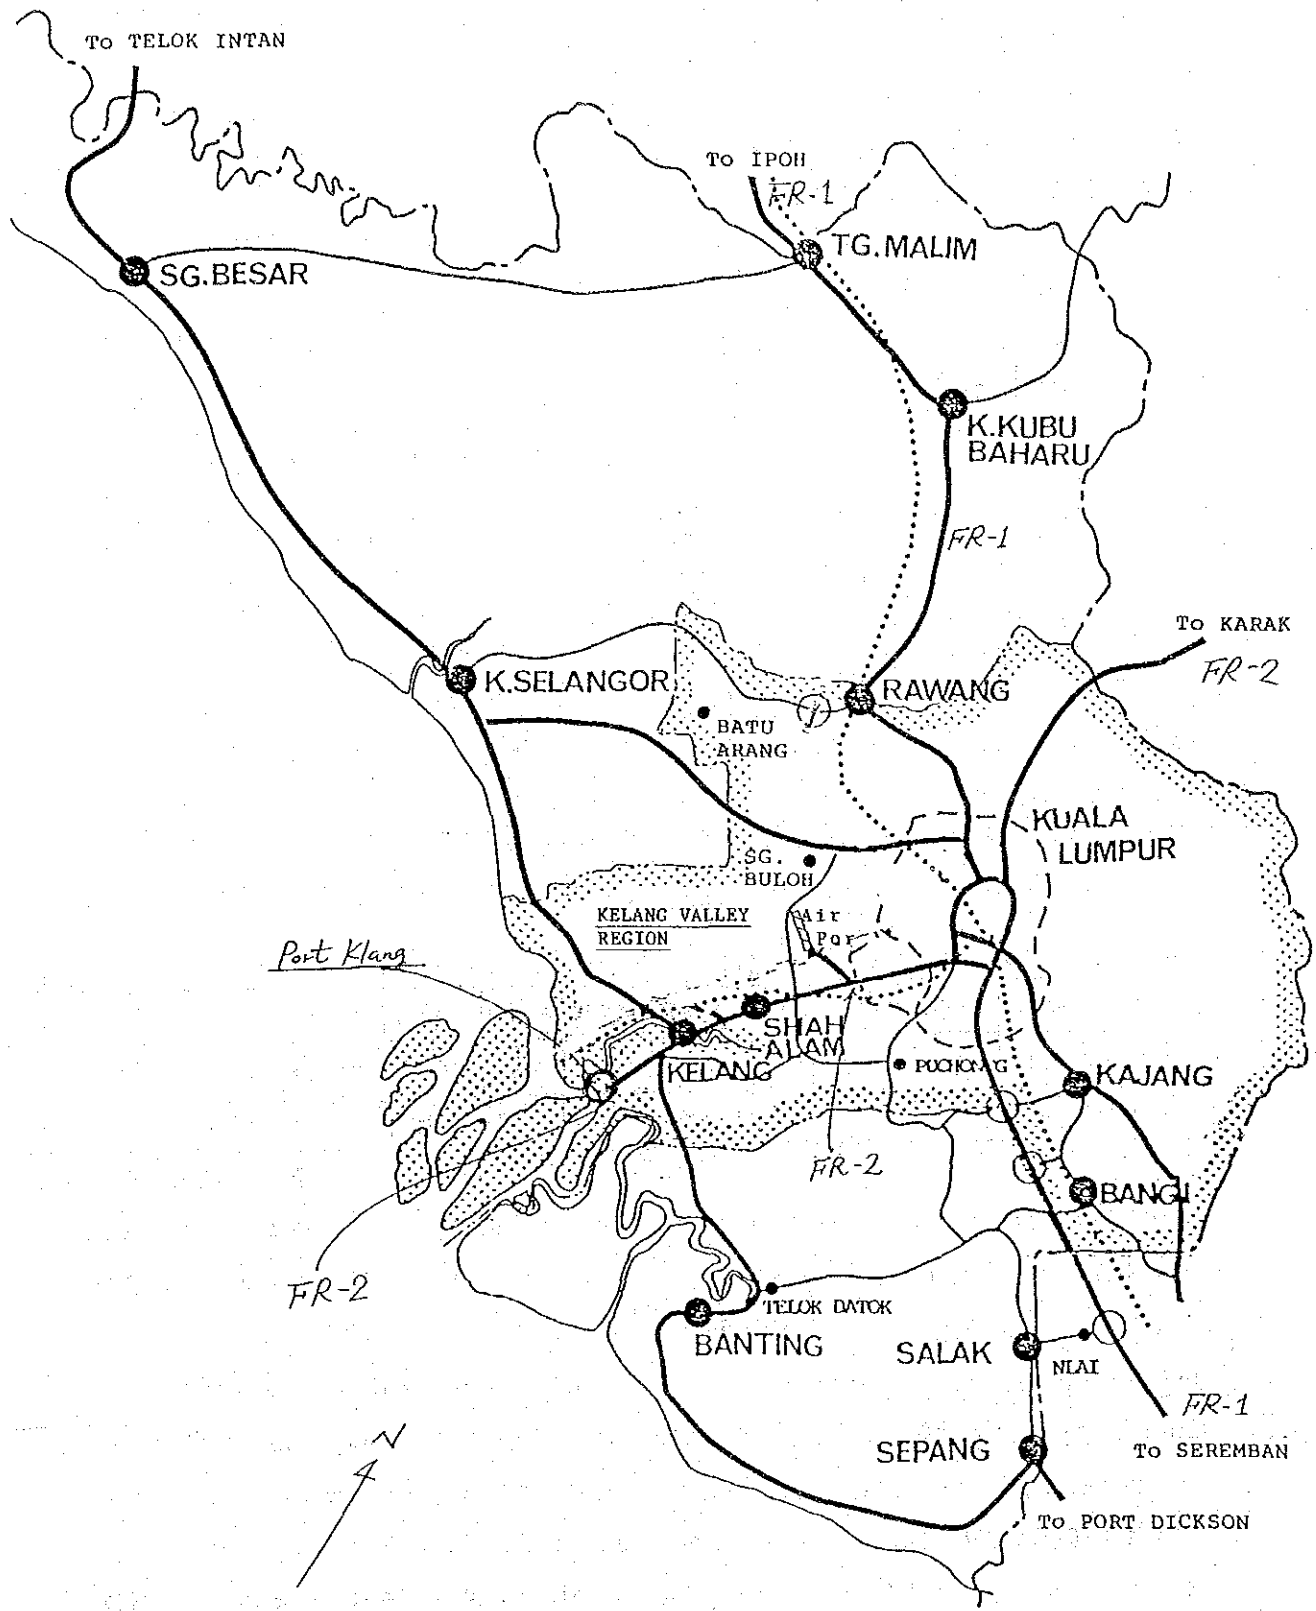 To TELOK INTAN
To IPOH
FR-1
TG.MALIM
SG.BESAR
K.KUBU
BAHARU
FR-1
To KARAK
FR-2
K.SELANGOR
RAWANG
BATU
ARANG
KUALA
LUMPUR
SG.
BULOH
KELANG VALLEY
REGION
Air
Por
Port Klang
SHAH
ALAM
KELANG
PUCHONG
KAJANG
FR-2
BANGI
FR-2
TELOK DATOK
BANTING
SALAK
NLAI
FR-1
N
SEPANG
To SEREMBAN
To PORT DICKSON